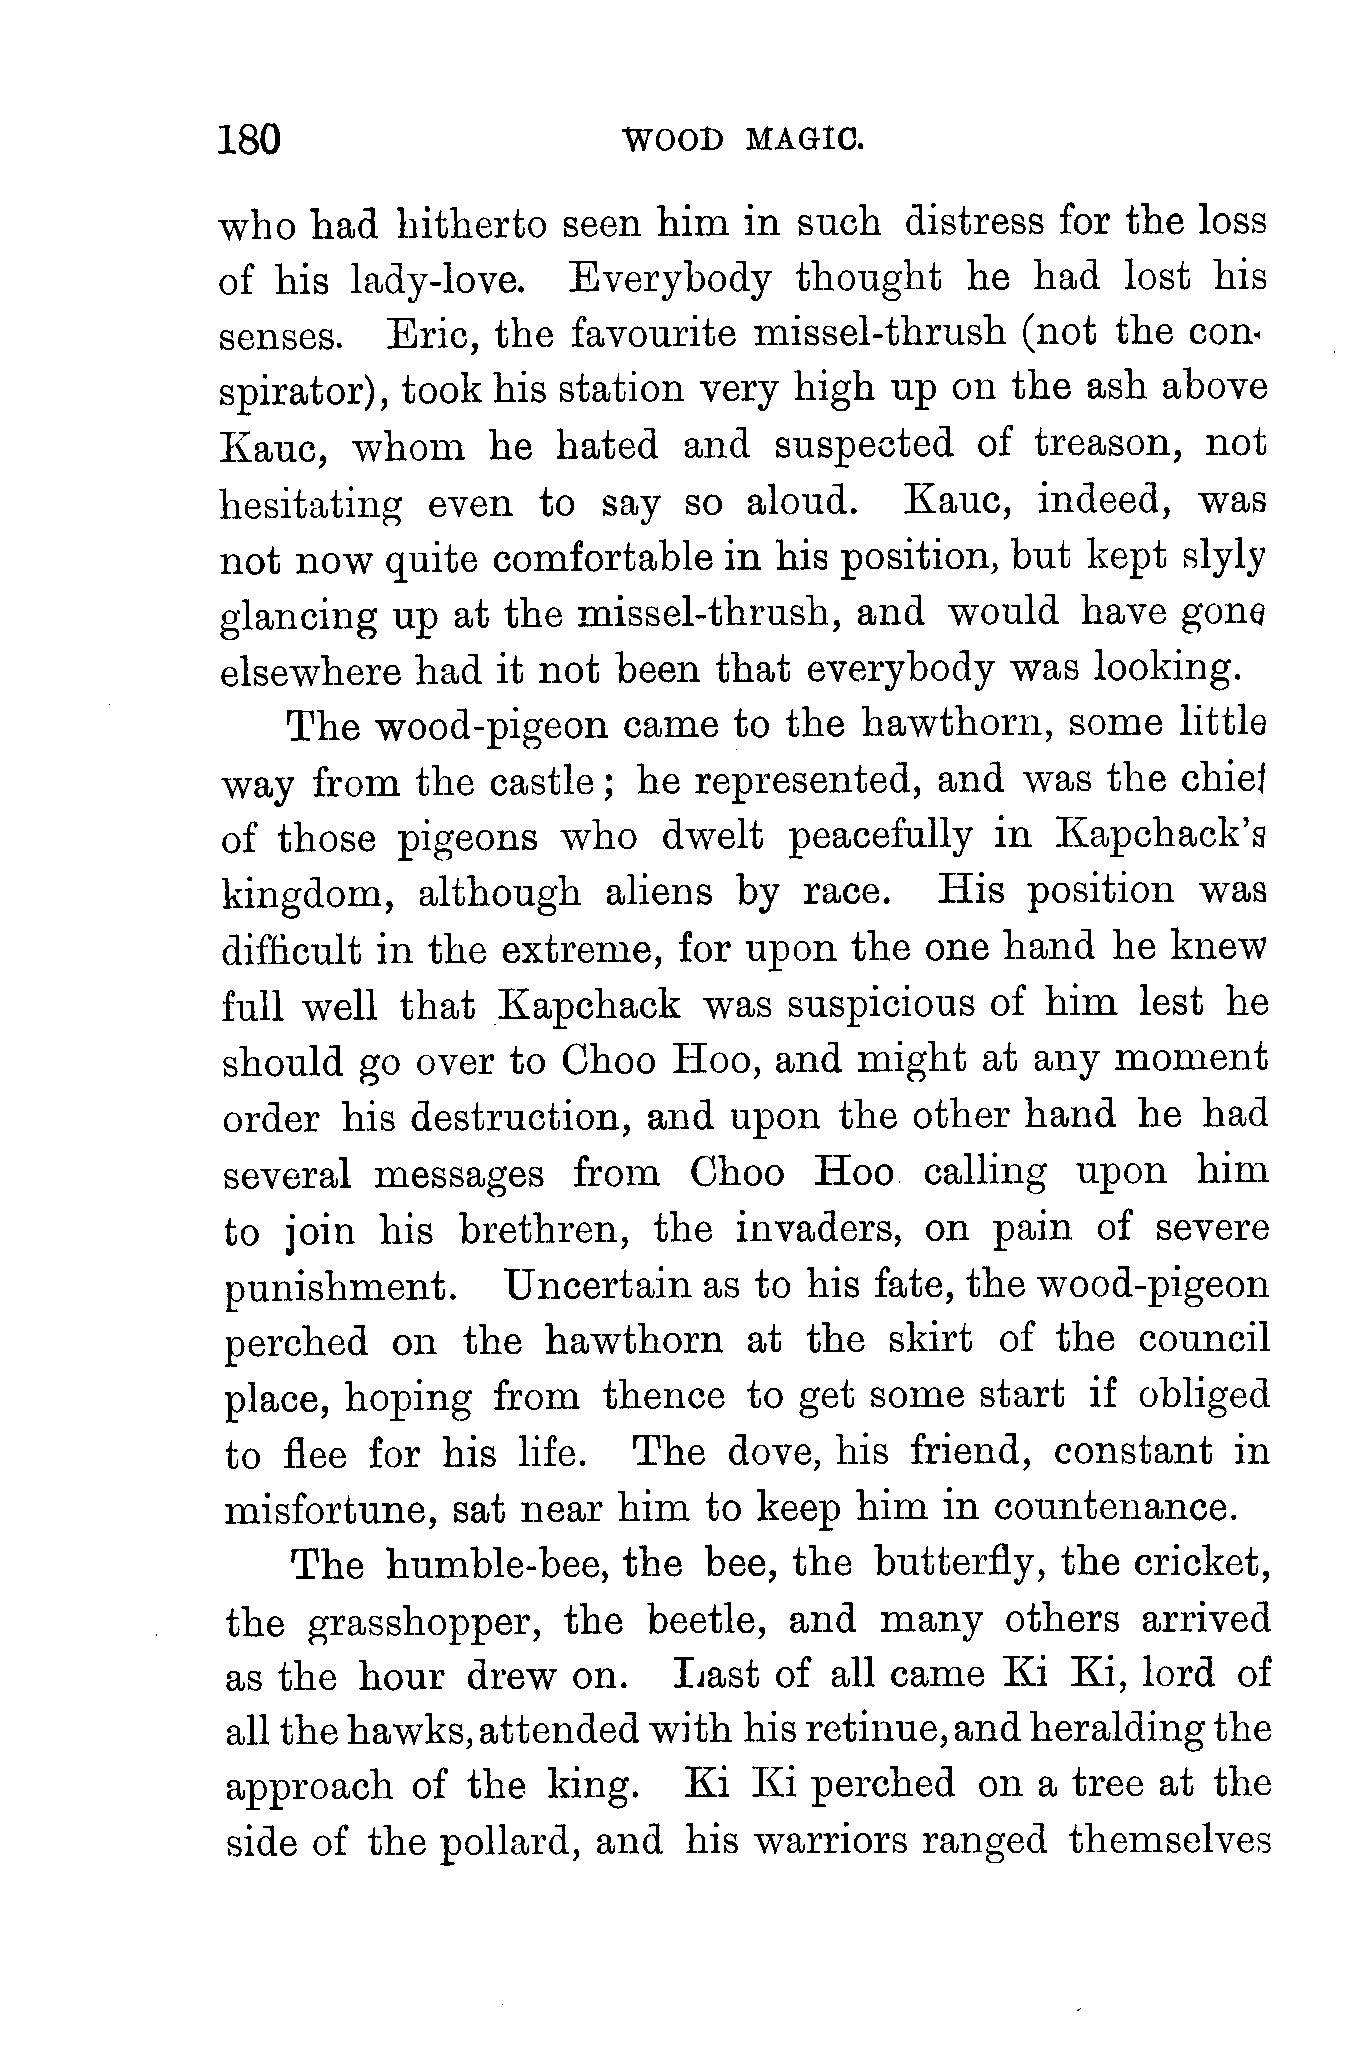 180 WOOD MAGIC.
who had hitherto seen him in such distress for the loss
of his lady-love. Everybody thought he had lost his
senses. Eric, the favourite missel-thrush (not the con-
spirator), took his station very high up on the ash above
Kauc, whom he hated and suspected of treason, not
hesitating even to say so aloud. Kauc, indeed, was
not now quite comfortable in his position, but kept slyly
glancing up at the missel-thrush, and would have gone
elsewhere had it not been that everybody was looking.
The wood-pigeon came to the hawthorn, some little
way from the castle; he represented, and was the chief
of those pigeons who dwelt peacefully in Kapchack's
kingdom, although aliens by race. His position was
difficult in the extreme, for upon the one hand he knew
full well that Kapchack was suspicious of him lest he
should go over to Choo Hoo, and might at any moment
order his destruction, and upon the other hand he had
several messages from Choo Hoo calling upon him
to join his brethren, the invaders, on pain of severe
punishment. Uncertain as to his fate, the wood-pigeon
perched on the hawthorn at the skirt of the council
place, hoping from thence to get some start if obliged
to flee for his life. The dove, his friend, constant in
misfortune, sat near him to keep him in countenance.
The humble-bee, the bee, the butterfly, the cricket,
the grasshopper, the beetle, and many others arrived
as the hour drew on. Last of all came Ki Ki, lord of
all the hawks, attended with his retinue, and heralding the
approach of the king. Ki Ki perched on a tree at the
side of the pollard, and his warriors ranged themselves